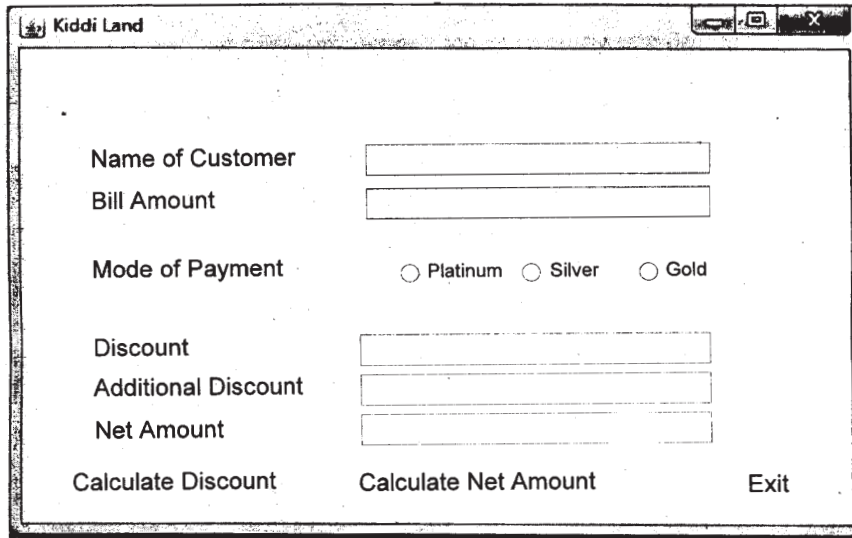 Kiddi Land
Name of Customer
Bill Amount
Mode of Payment Platinum Silver Gold
Discount
Additional Discount
Net Amount
Calculate Discount Calculate Net Amount Exit